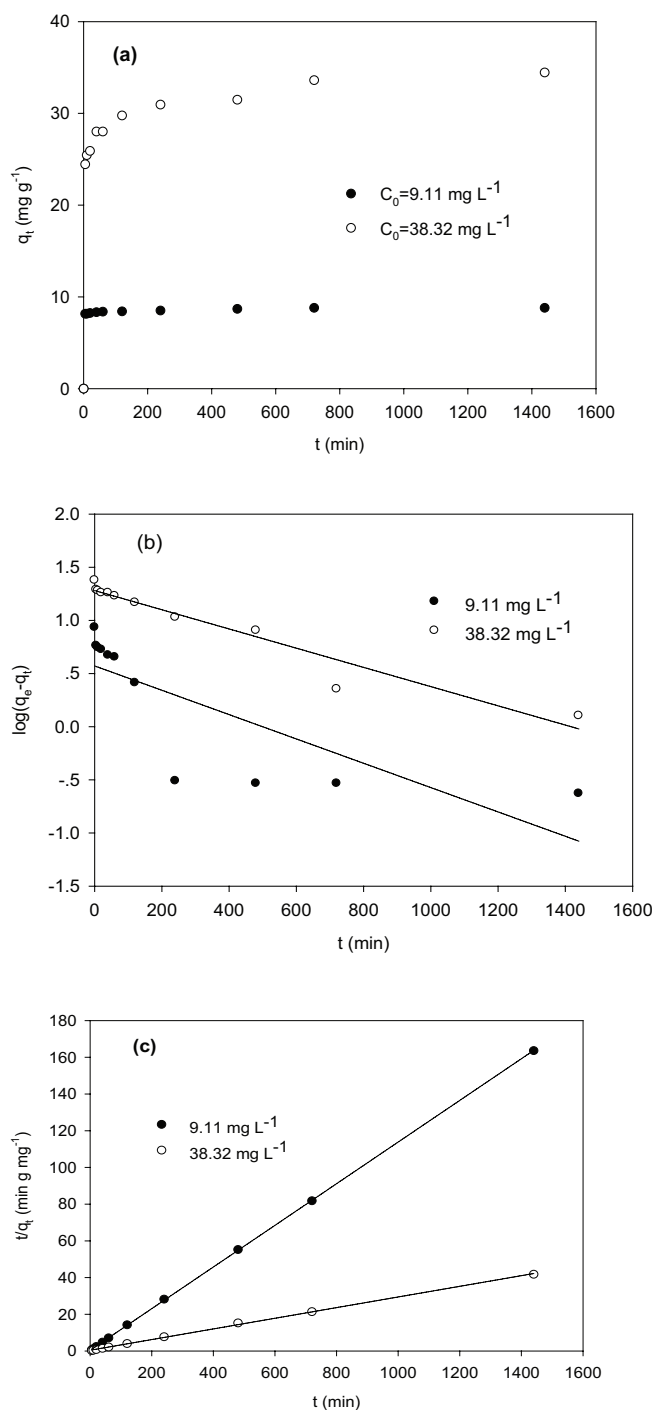 (a)
40
30
20
10
0
q_t (mg g^-1)
C_0=9.11 mg L^-1
C_0=38.32 mg L^-1
0 200 400 600 800 1000 1200 1400 1600
t (min)
(b)
2.0
1.5
1.0
.5
0.0
-.5
-1.0
-1.5
log(q_e-q_t)
9.11 mg L^-1
38.32 mg L^-1
0 200 400 600 800 1000 1200 1400 1600
t (min)
(c)
180
160
140
120
100
80
60
40
20
0
t/q_t (min g mg^-1)
9.11 mg L^-1
38.32 mg L^-1
0 200 400 600 800 1000 1200 1400 1600
t (min)